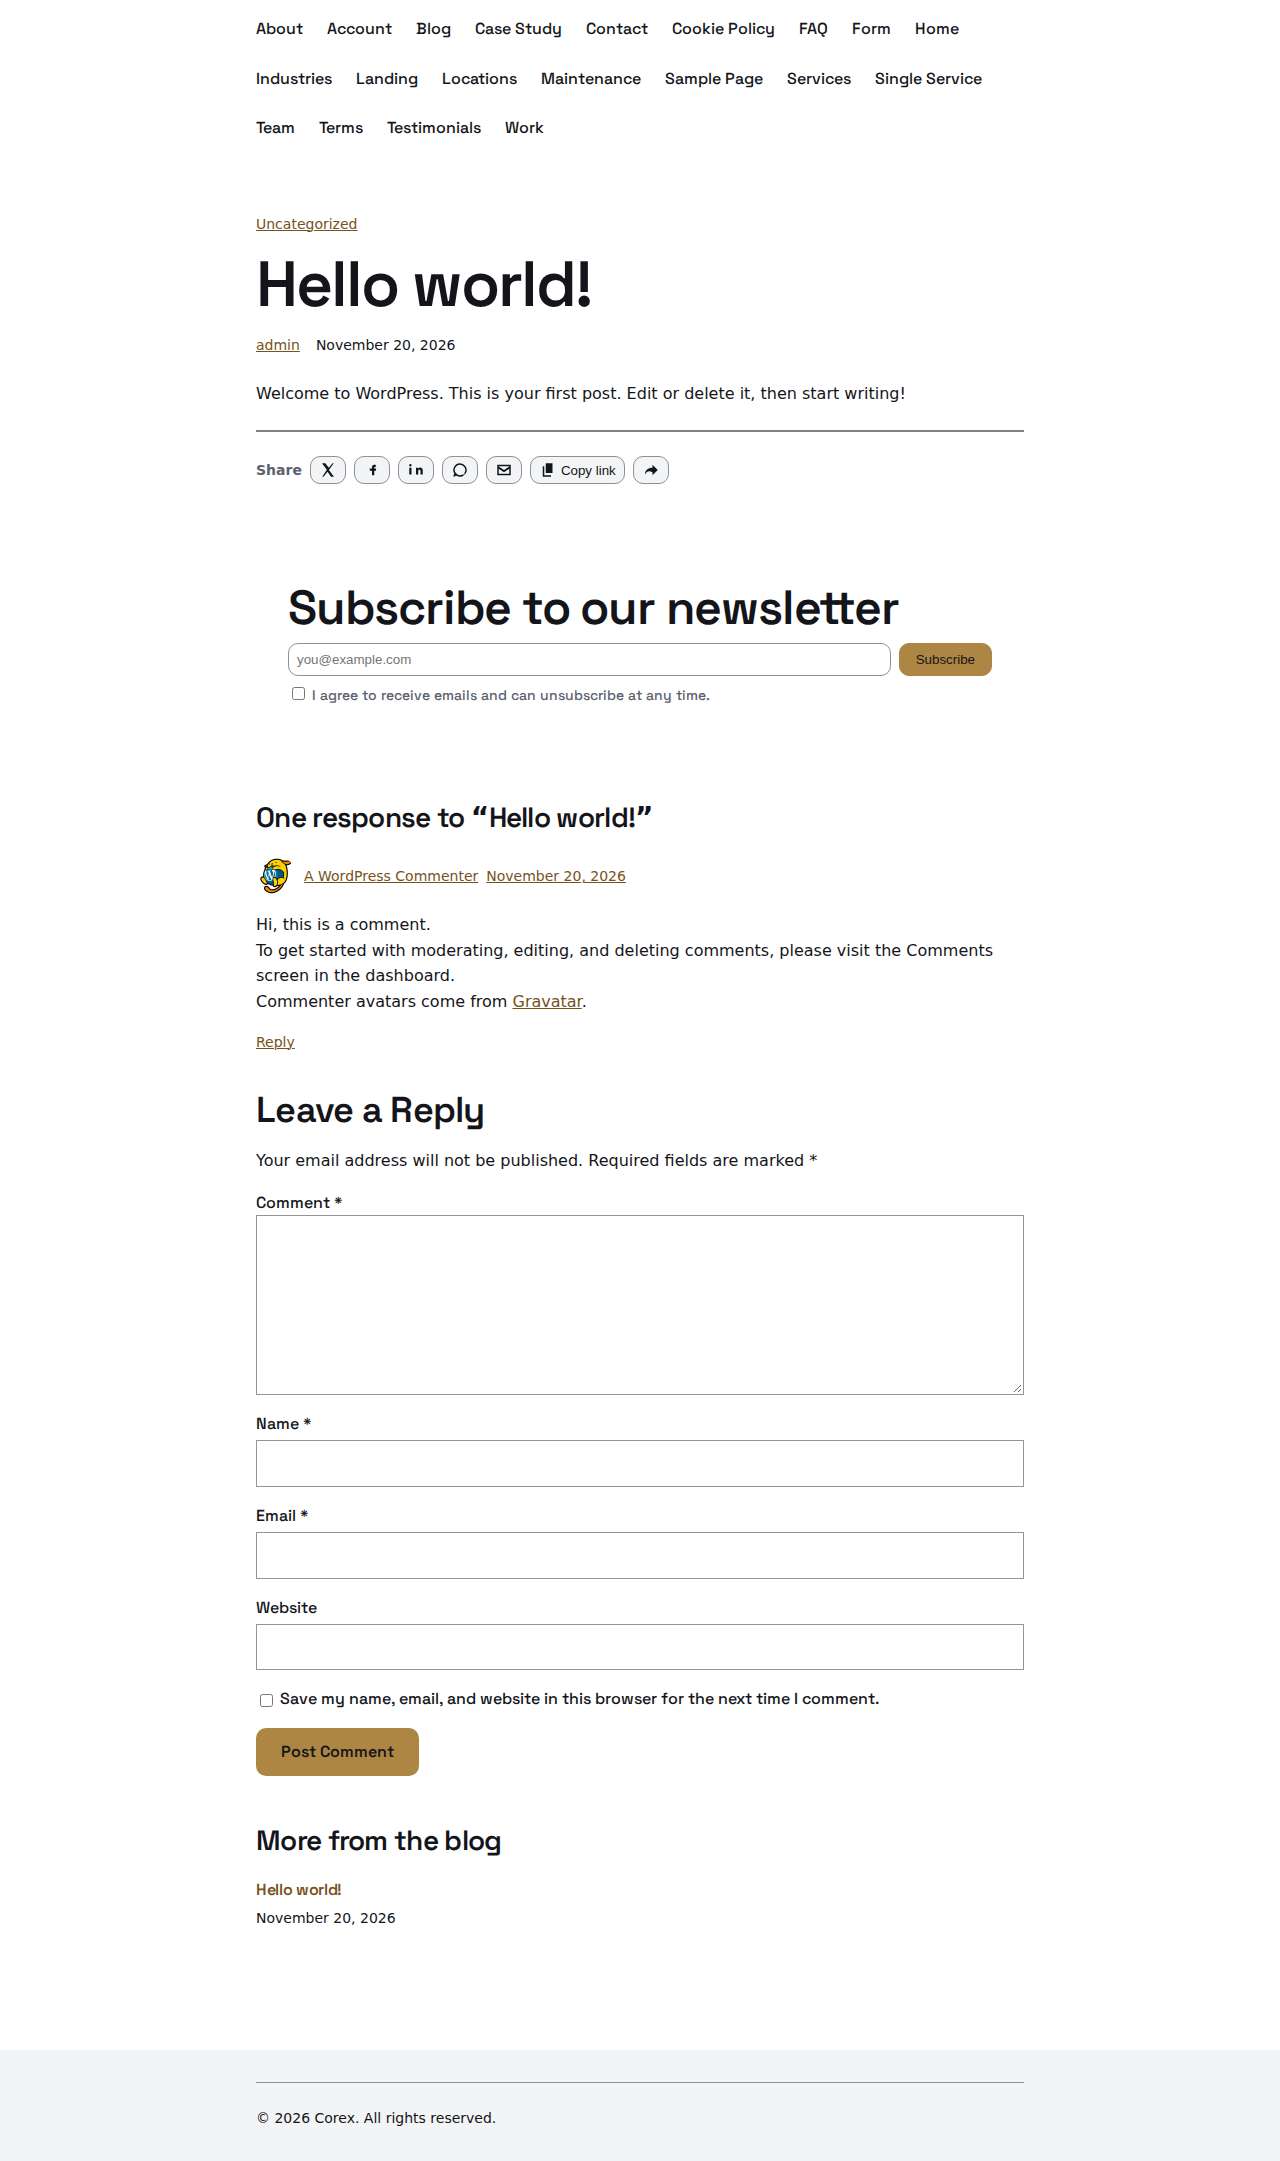 About Account Blog Case Study Contact Cookie Policy FAQ Form Home
Industries Landing Locations Maintenance Sample Page Services Single Service
Team Terms Testimonials Work
Uncategorized
Hello world!
admin November 20, 2026
Welcome to WordPress. This is your first post. Edit or delete it, then start writing!
Share Copy link
Subscribe to our newsletter
you@example.com Subscribe
I agree to receive emails and can unsubscribe at any time.
One response to “Hello world!”
A WordPress Commenter November 20, 2026
Hi, this is a comment.
To get started with moderating, editing, and deleting comments, please visit the Comments
screen in the dashboard.
Commenter avatars come from Gravatar.
Reply
Leave a Reply
Your email address will not be published. Required fields are marked *
Comment *
Name *
Email *
Website
Save my name, email, and website in this browser for the next time I comment.
Post Comment
More from the blog
Hello world!
November 20, 2026
© 2026 Corex. All rights reserved.